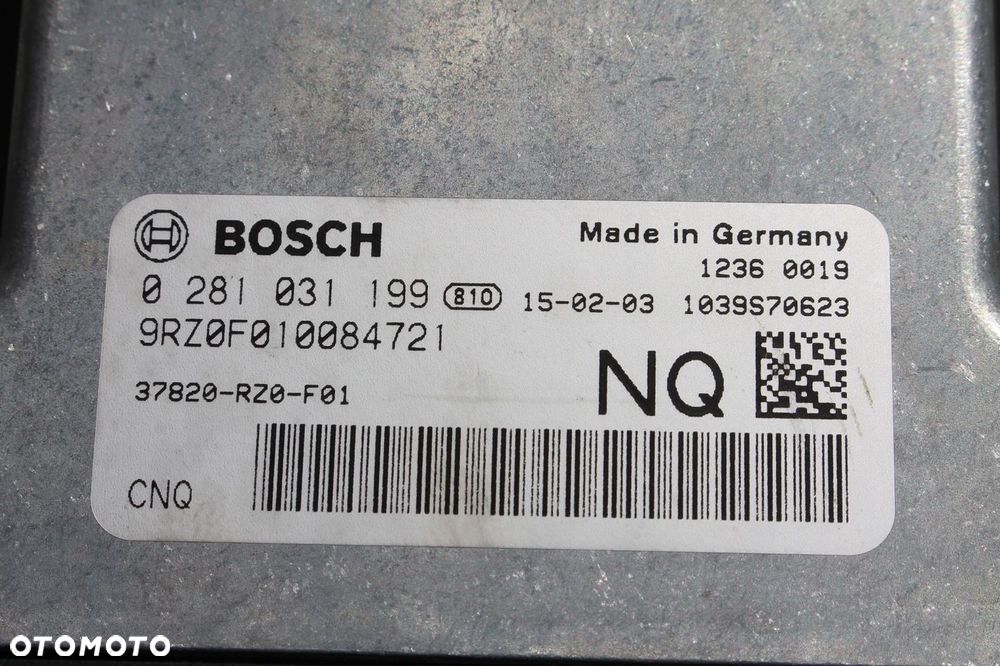 BOSCH
Made in Germany
1236 0019
0 281 031 199 810 15-02-03 1039S70623
9RZ0F010084721
NQ
37820-RZ0-F01
CNQ
OTOMOTO